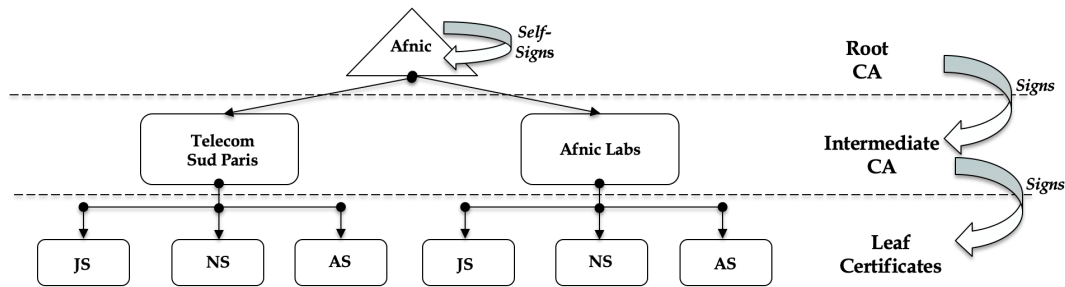 Afnic
Self-
Signs
Root
CA
Signs
Telecom
Sud Paris
Afnic Labs
Intermediate
CA
Signs
JS
NS
AS
JS
NS
AS
Leaf
Certificates